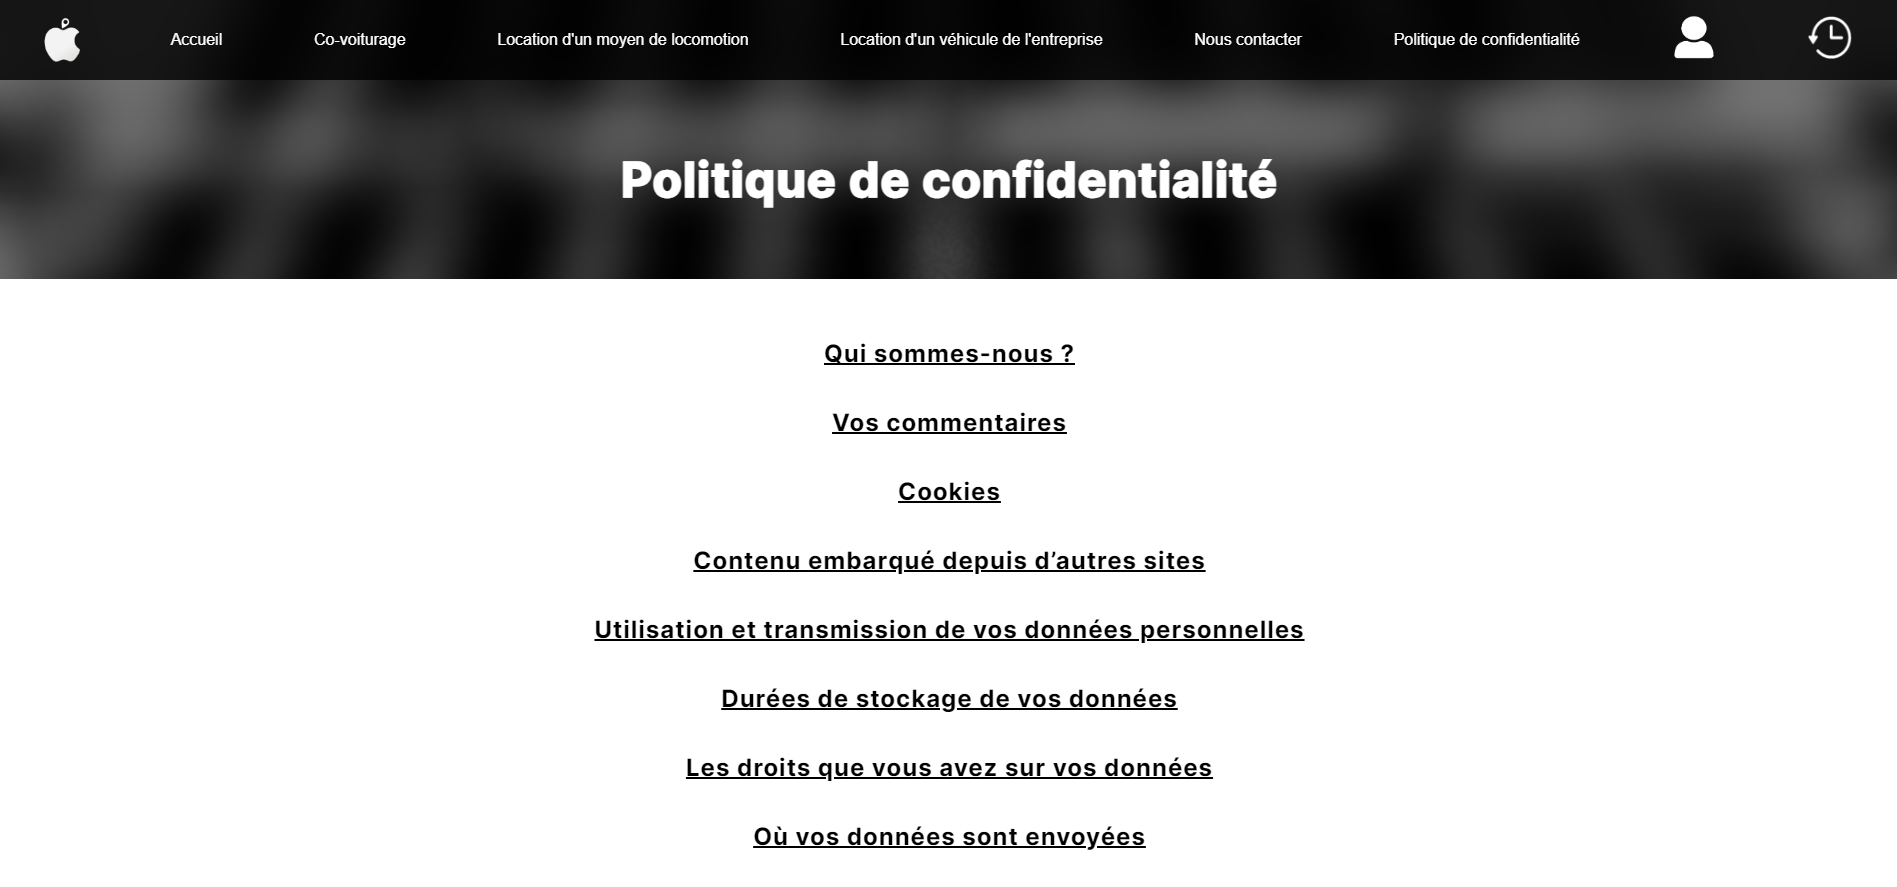 Accueil
Co-voiturage
Location d'un moyen de locomotion
Location d'un véhicule de l'entreprise
Nous contacter
Politique de confidentialité
Politique de confidentialité
Qui sommes-nous ?
Vos commentaires
Cookies
Contenu embarqué depuis d’autres sites
Utilisation et transmission de vos données personnelles
Durées de stockage de vos données
Les droits que vous avez sur vos données
Où vos données sont envoyées